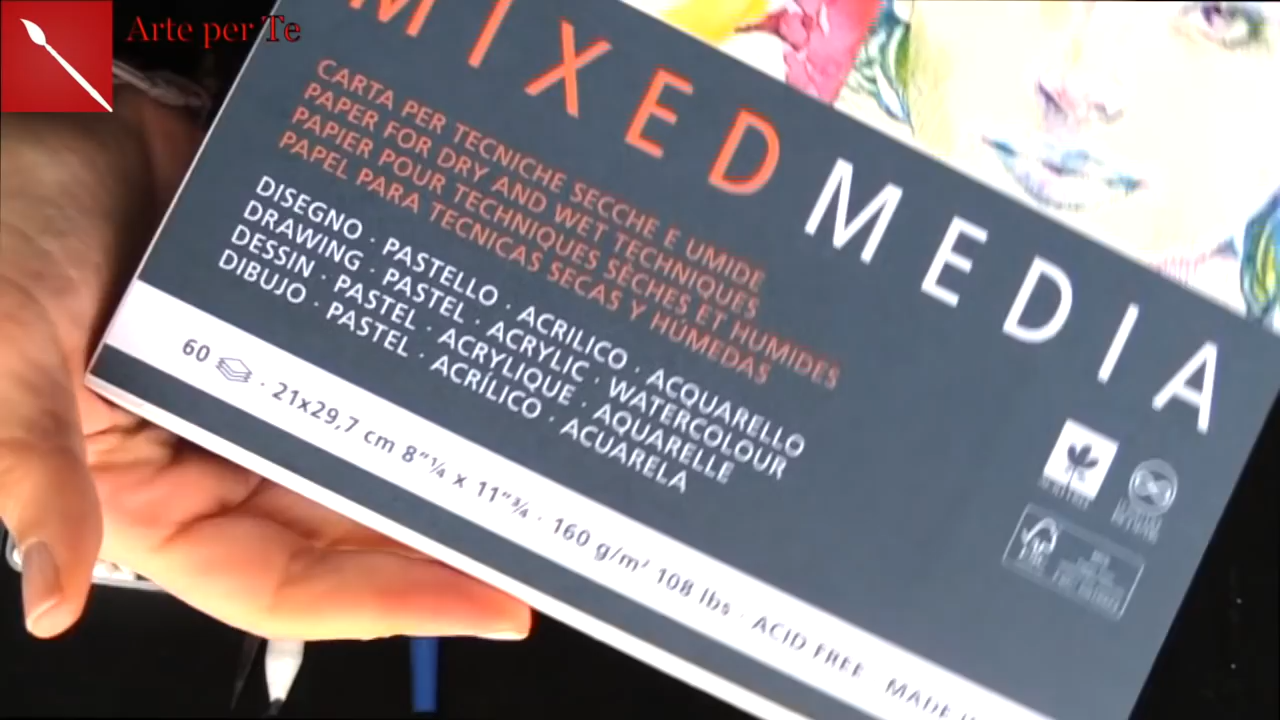 Arte per Te
MIXED MEDIA
CARTA PER TECNICHE SECCHE E UMIDE
PAPER FOR DRY AND WET TECHNIQUES
PAPIER POUR TECHNIQUES SÈCHES ET HUMIDES
PAPEL PARA TECNICAS SECAS Y HÚMEDAS
DISEGNO · PASTELLO · ACRILICO · ACQUARELLO
DRAWING · PASTEL · ACRYLIC · WATERCOLOUR
DESSIN · PASTEL · ACRYLIQUE · AQUARELLE
DIBUJO · PASTEL · ACRÍLICO · ACUARELA
60 · 21x29,7 cm 8"¼ x 11"¾ · 160 g/m² 108 lbs · ACID FREE MADE
FSC